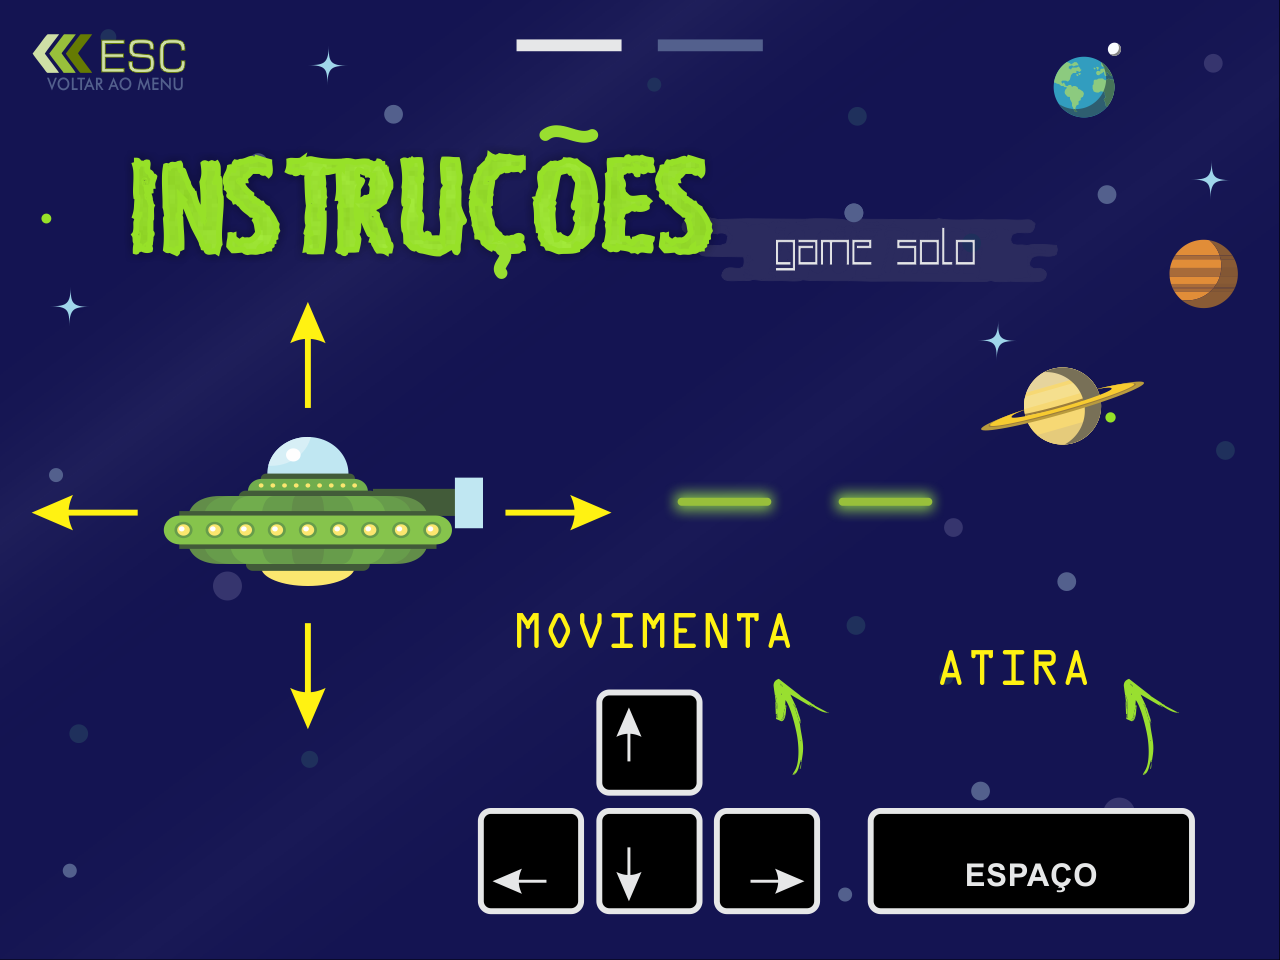 ESC
VOLTAR AO MENU
INSTRUÇÕES
game solo
MOVIMENTA
ATIRA
ESPAÇO